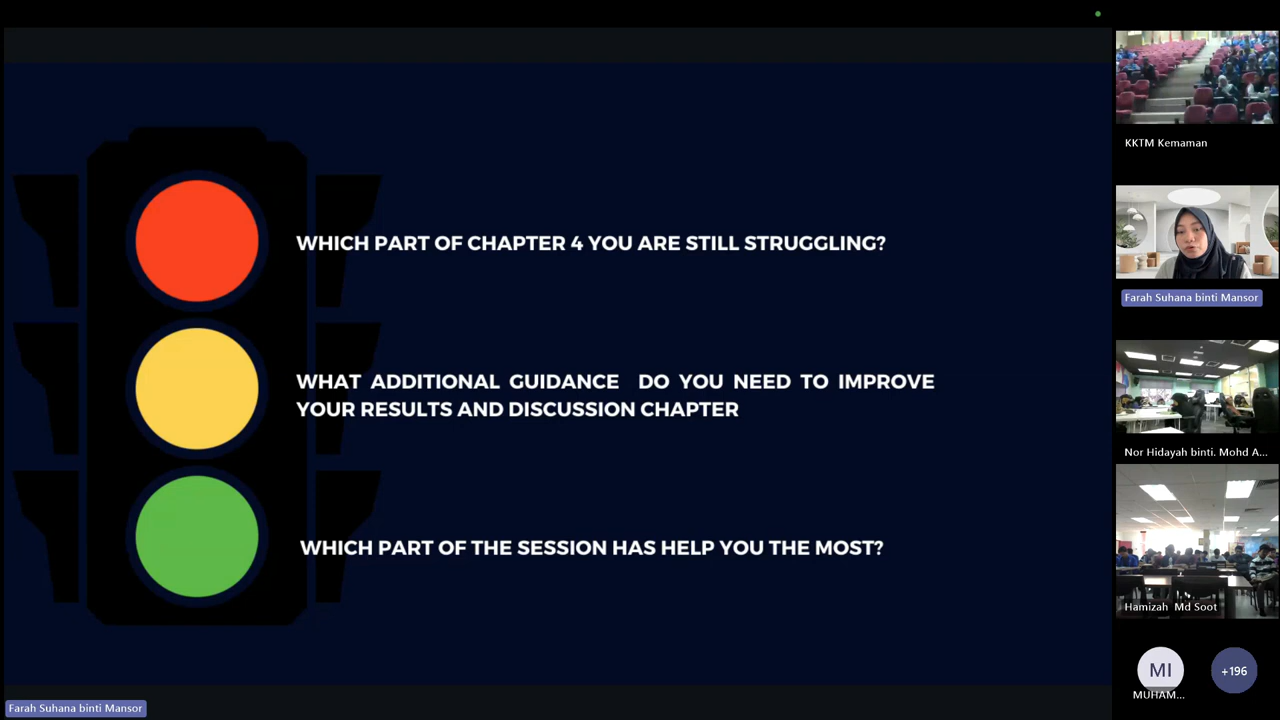 WHICH PART OF CHAPTER 4 YOU ARE STILL STRUGGLING?
WHAT ADDITIONAL GUIDANCE DO YOU NEED TO IMPROVE
YOUR RESULTS AND DISCUSSION CHAPTER
WHICH PART OF THE SESSION HAS HELP YOU THE MOST?
Farah Suhana binti Mansor
KKTM Kemaman
Farah Suhana binti Mansor
Nor Hidayah binti. Mohd A...
Hamizah Md Soot
MI
MUHAM...
+196